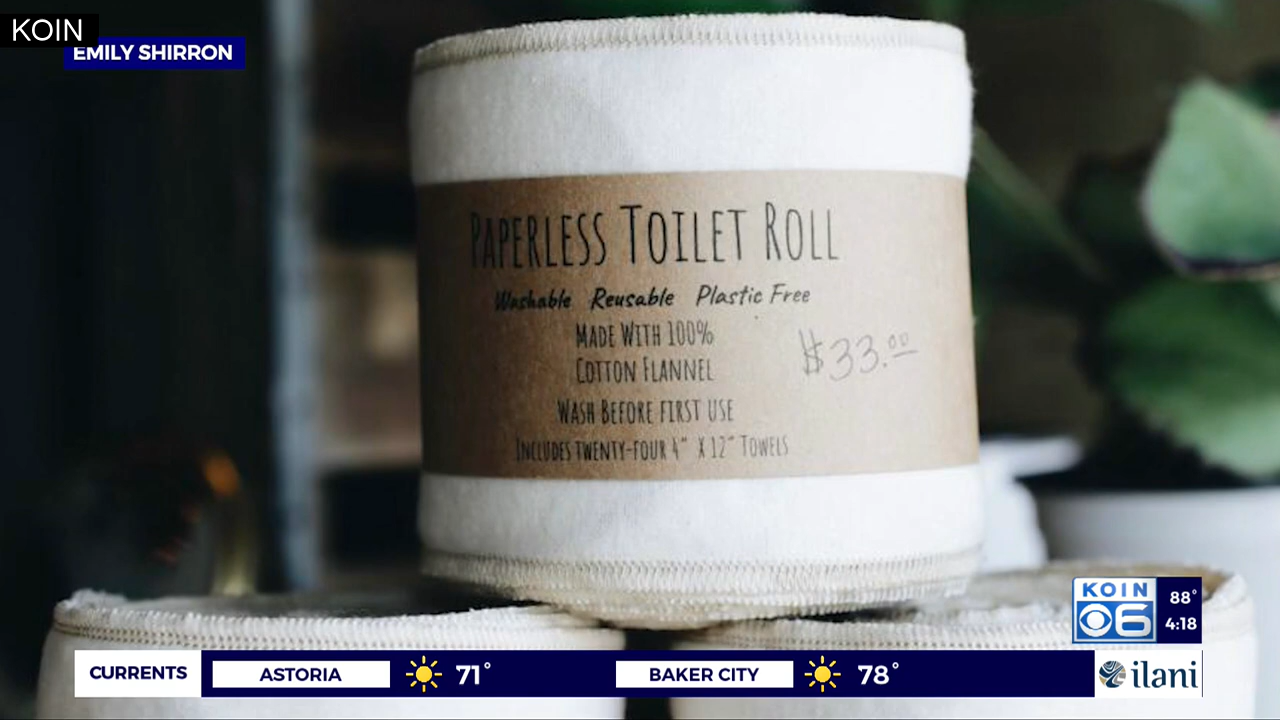 KOIN
EMILY SHIRRON
PAPERLESS TOILET ROLL
Washable Reusable Plastic Free
MADE WITH 100%
COTTON FLANNEL
$33.00
WASH BEFORE FIRST USE
INCLUDES TWENTY-FOUR 4" X 12" TOWELS
KOIN
6
88°
4:18
CURRENTS ASTORIA 71° BAKER CITY 78° ilani